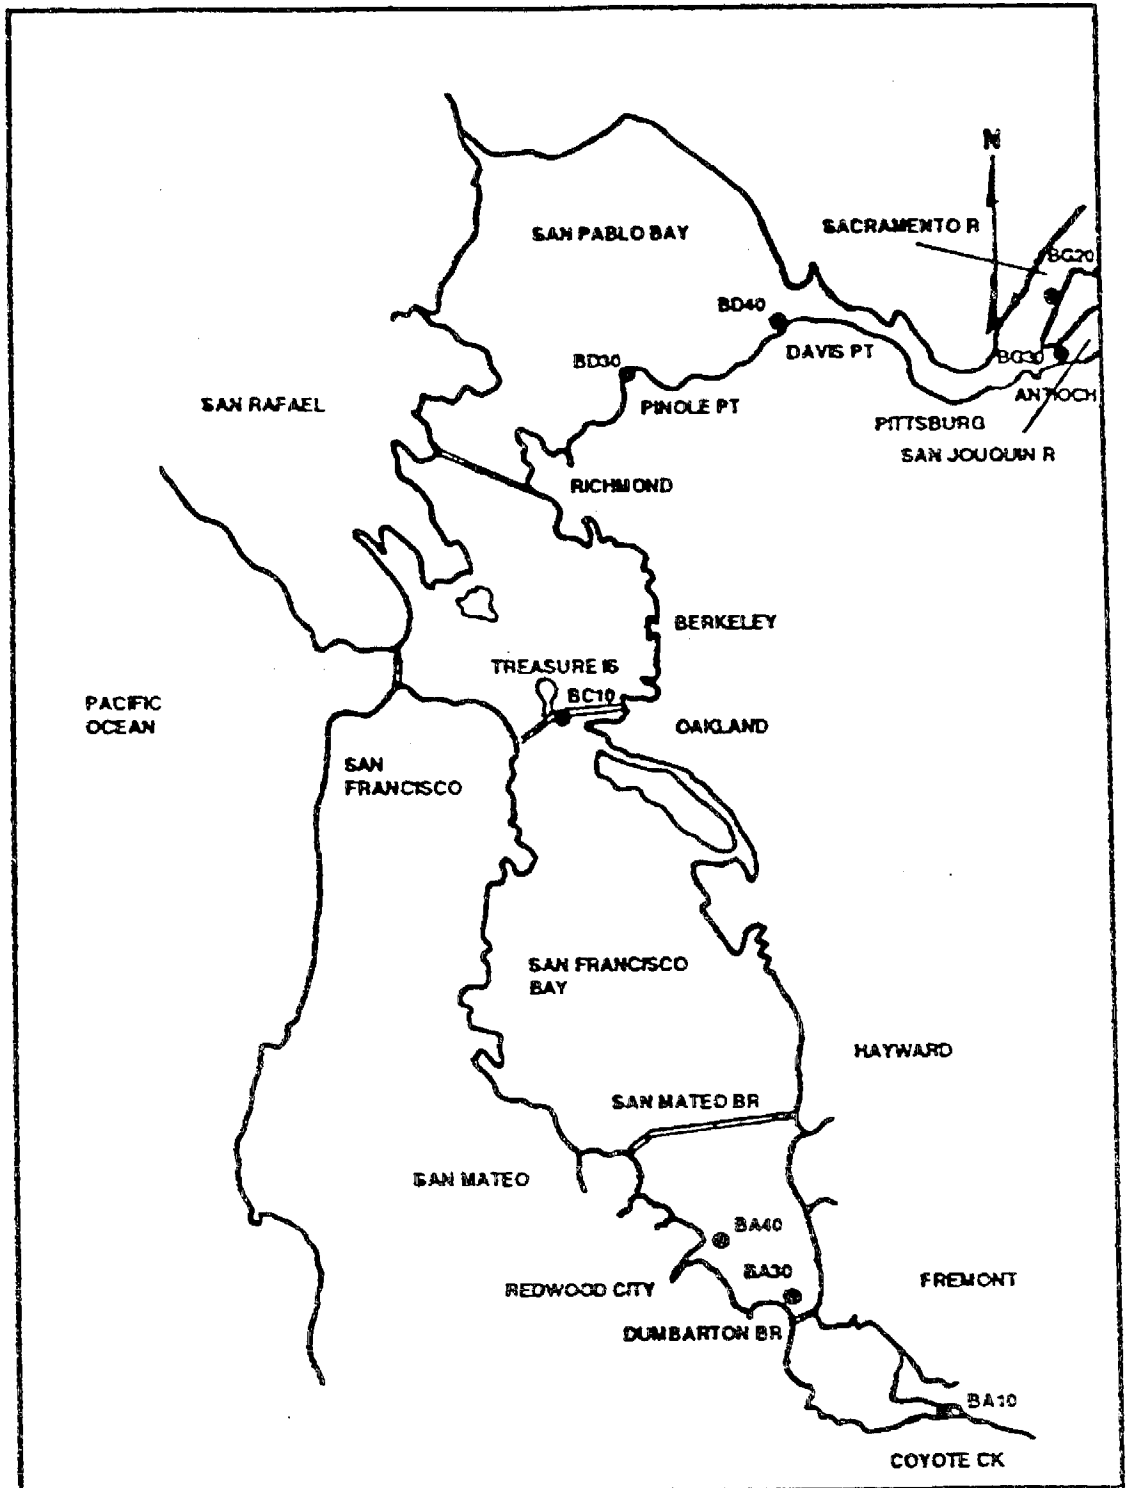 N
SAN PABLO BAY
SACRAMENTO R
BG20
BD40
DAVIS PT
BG30
BD30
ANTIOCH
SAN RAFAEL
PINOLE PT
PITTSBURG
SAN JOUQUIN R
RICHMOND
BERKELEY
TREASURE IS
BC10
PACIFIC
OCEAN
OAKLAND
SAN
FRANCISCO
SAN FRANCISCO
BAY
HAYWARD
SAN MATEO BR
SAN MATEO
BA40
BA30
FREMONT
REDWOOD CITY
DUMBARTON BR
BA10
COYOTE CK